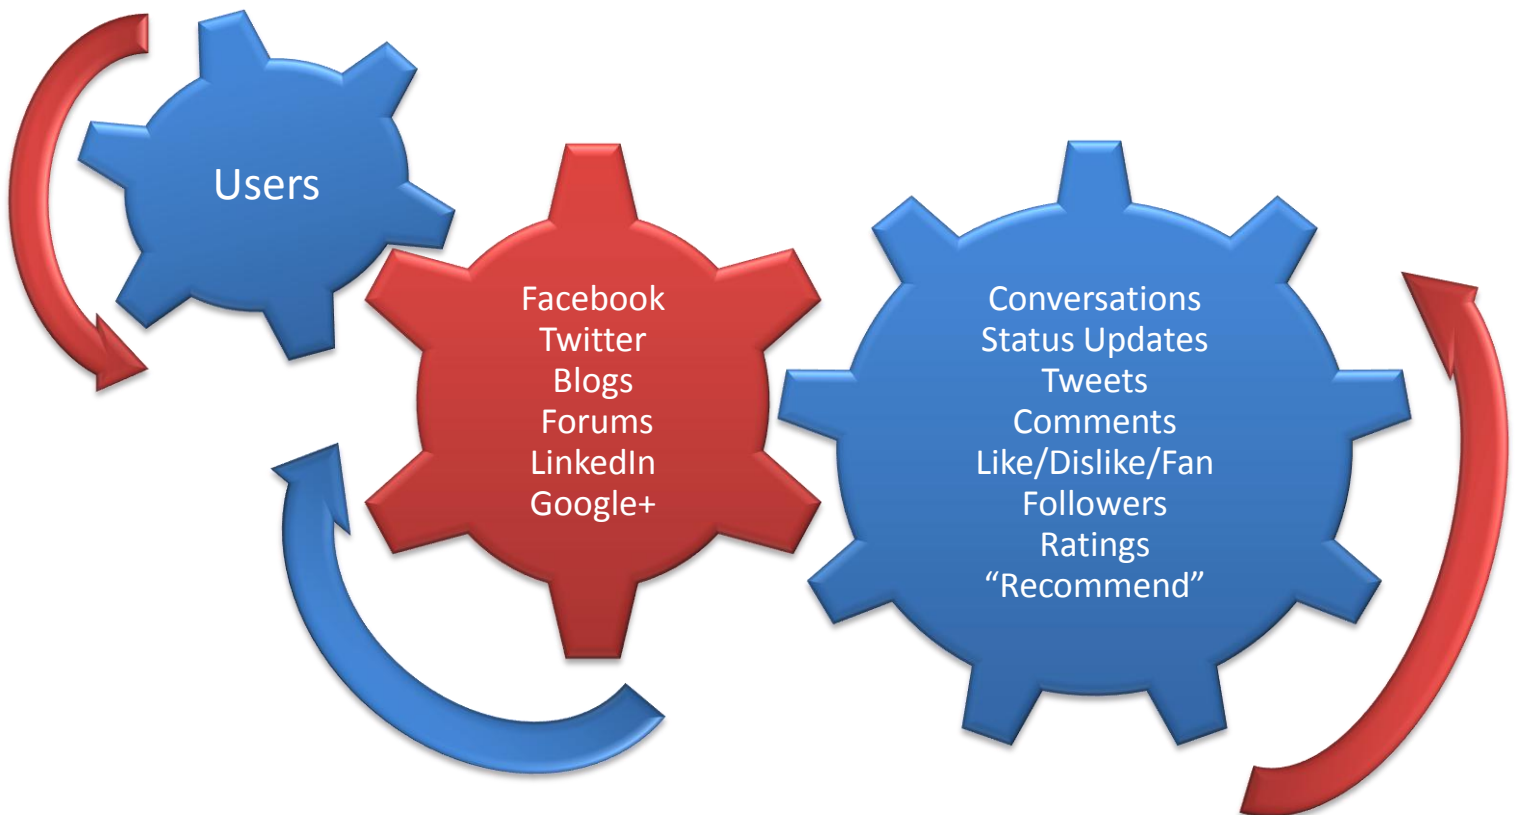 Users
Facebook
Twitter
Blogs
Forums
LinkedIn
Google+
Conversations
Status Updates
Tweets
Comments
Like/Dislike/Fan
Followers
Ratings
“Recommend”